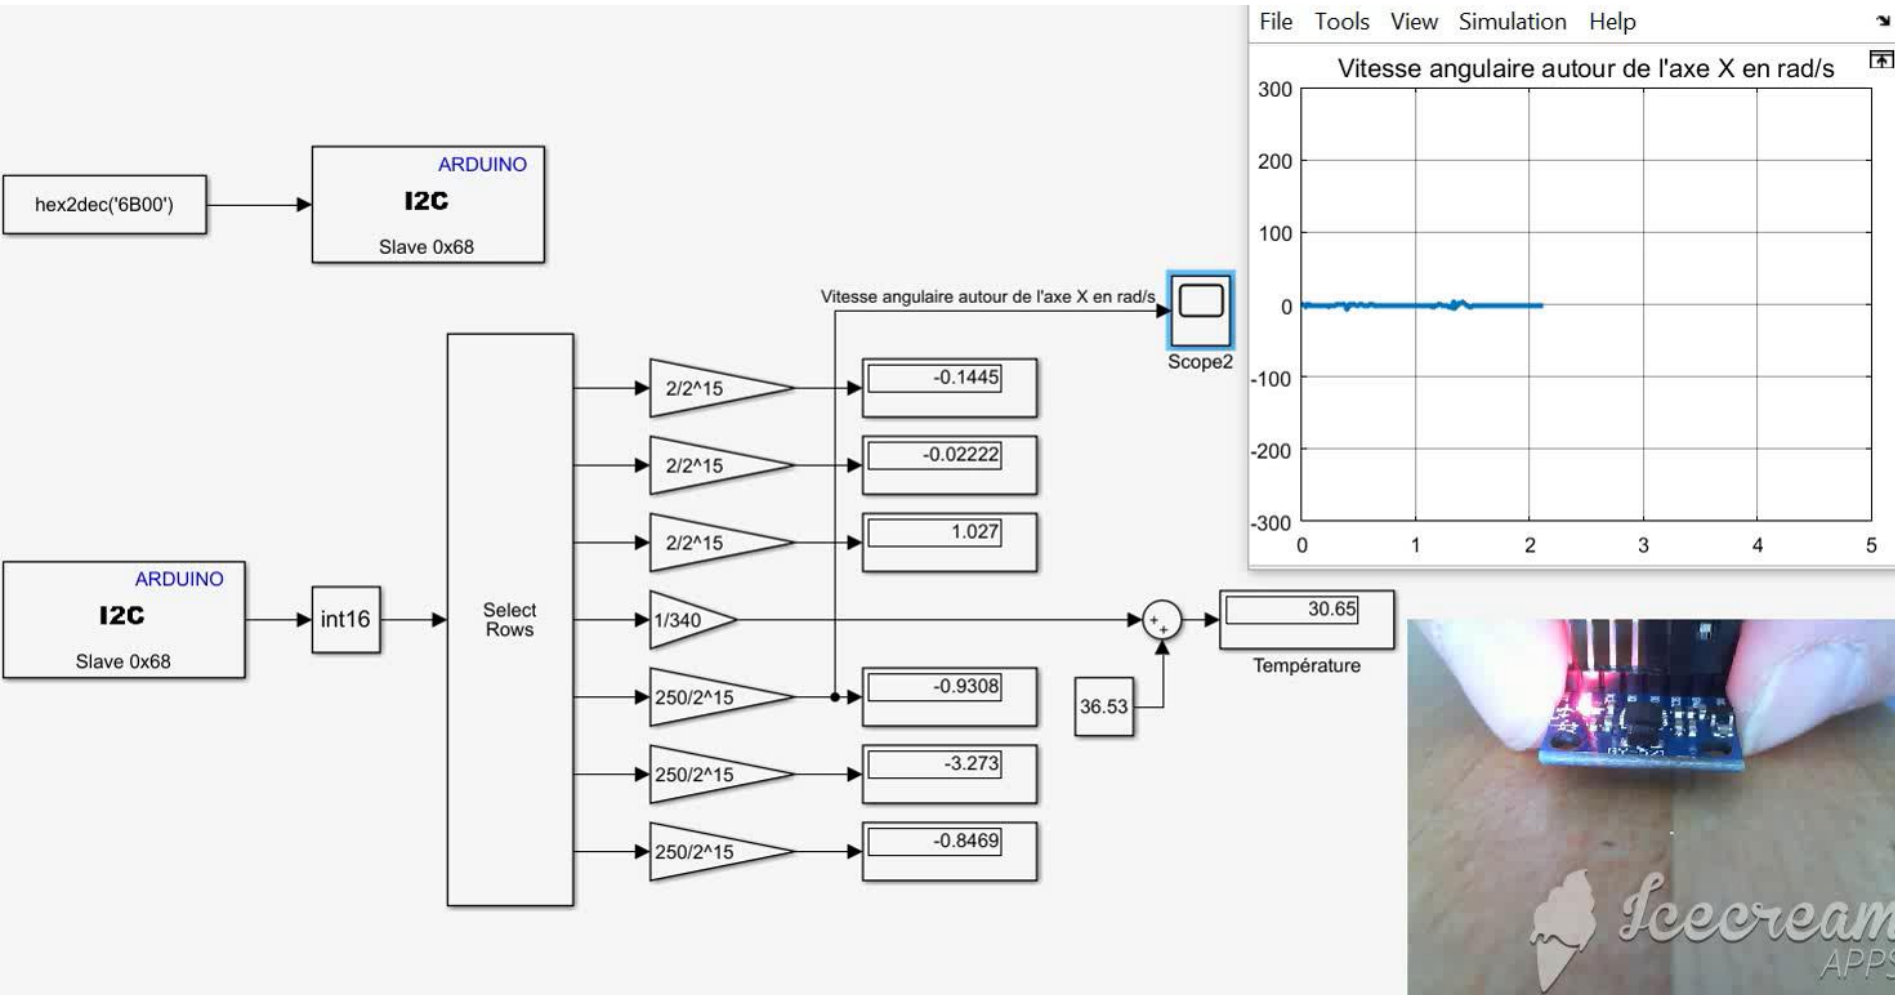 File Tools View Simulation Help
Vitesse angulaire autour de l'axe X en rad/s
300
200
100
0
-100
-200
-300
0 1 2 3 4 5
ARDUINO
I2C
Slave 0x68
hex2dec('6B00')
Vitesse angulaire autour de l'axe X en rad/s
Scope2
2/2^15
-0.1445
2/2^15
-0.02222
2/2^15
1.027
ARDUINO
I2C
Slave 0x68
int16
Select
Rows
1/340
+
+
30.65
Température
250/2^15
-0.9308
36.53
250/2^15
-3.273
250/2^15
-0.8469
Icecream
APPS